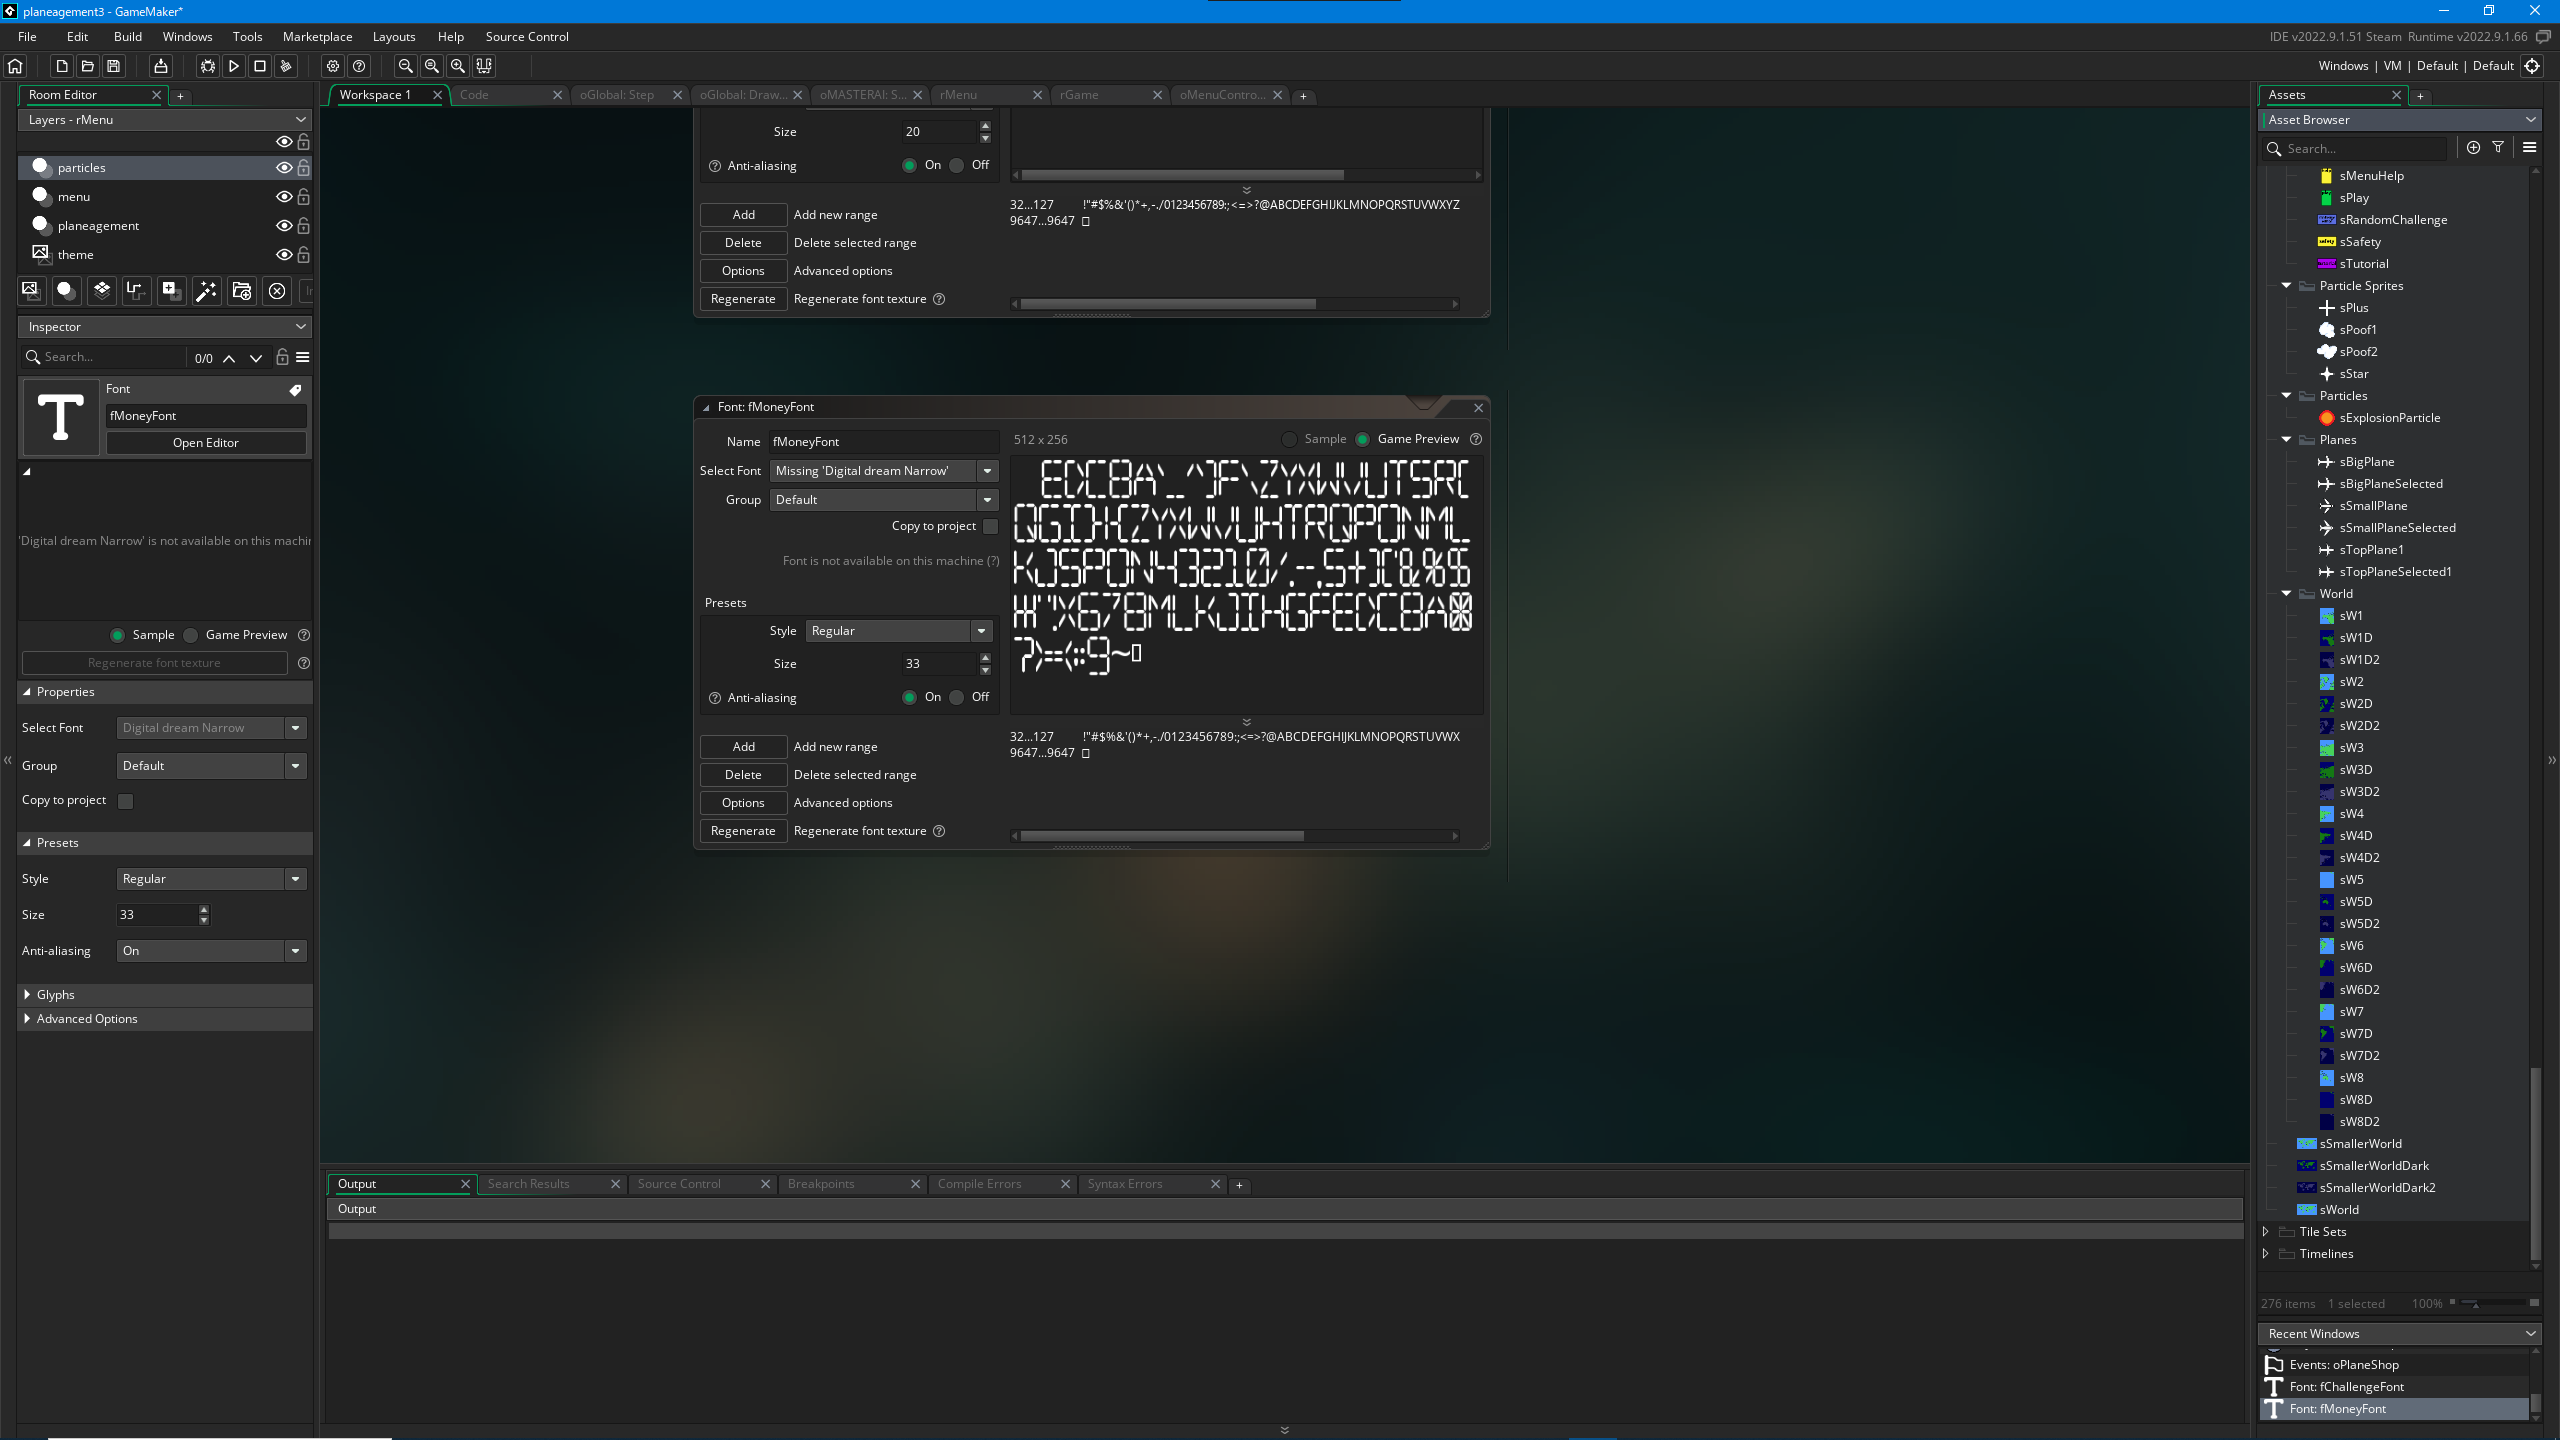 planeagement3 - GameMaker*
File Edit Build Windows Tools Marketplace Layouts Help Source Control
IDE v2022.9.1.51 Steam Runtime v2022.9.1.66
Windows | VM | Default | Default
Room Editor
Layers - rMenu
particles
menu
planeagement
theme
Inspector
Search... 0/0
Font
fMoneyFont
Open Editor
'Digital dream Narrow' is not available on this machin
Sample Game Preview
Regenerate font texture
Properties
Select Font Digital dream Narrow
Group Default
Copy to project
Presets
Style Regular
Size 33
Anti-aliasing On
Glyphs
Advanced Options
Workspace 1 Code oGlobal: Step oGlobal: Draw... oMASTERAI: S... rMenu rGame oMenuContro...
Size 20
Anti-aliasing On Off
Add Add new range
Delete Delete selected range
Options Advanced options
Regenerate Regenerate font texture
32...127 !"#$%&'()*+,-./0123456789:;<=>?@ABCDEFGHIJKLMNOPQRSTUVWXYZ
9647...9647 □
Font: fMoneyFont
Name fMoneyFont
Select Font Missing 'Digital dream Narrow'
Group Default
Copy to project
Font is not available on this machine (?)
Presets
Style Regular
Size 33
Anti-aliasing On Off
512 x 256
Sample Game Preview
Add Add new range
Delete Delete selected range
Options Advanced options
Regenerate Regenerate font texture
32...127 !"#$%&'()*+,-./0123456789:;<=>?@ABCDEFGHIJKLMNOPQRSTUVWX
9647...9647 □
Output Search Results Source Control Breakpoints Compile Errors Syntax Errors
Output
Assets
Asset Browser
Search...
sMenuHelp
sPlay
sRandomChallenge
sSafety
sTutorial
Particle Sprites
sPlus
sPoof1
sPoof2
sStar
Particles
sExplosionParticle
Planes
sBigPlane
sBigPlaneSelected
sSmallPlane
sSmallPlaneSelected
sTopPlane1
sTopPlaneSelected1
World
sW1
sW1D
sW1D2
sW2
sW2D
sW2D2
sW3
sW3D
sW3D2
sW4
sW4D
sW4D2
sW5
sW5D
sW5D2
sW6
sW6D
sW6D2
sW7
sW7D
sW7D2
sW8
sW8D
sW8D2
sSmallerWorld
sSmallerWorldDark
sSmallerWorldDark2
sWorld
Tile Sets
Timelines
276 items 1 selected 100%
Recent Windows
Events: oPlaneShop
Font: fChallengeFont
Font: fMoneyFont